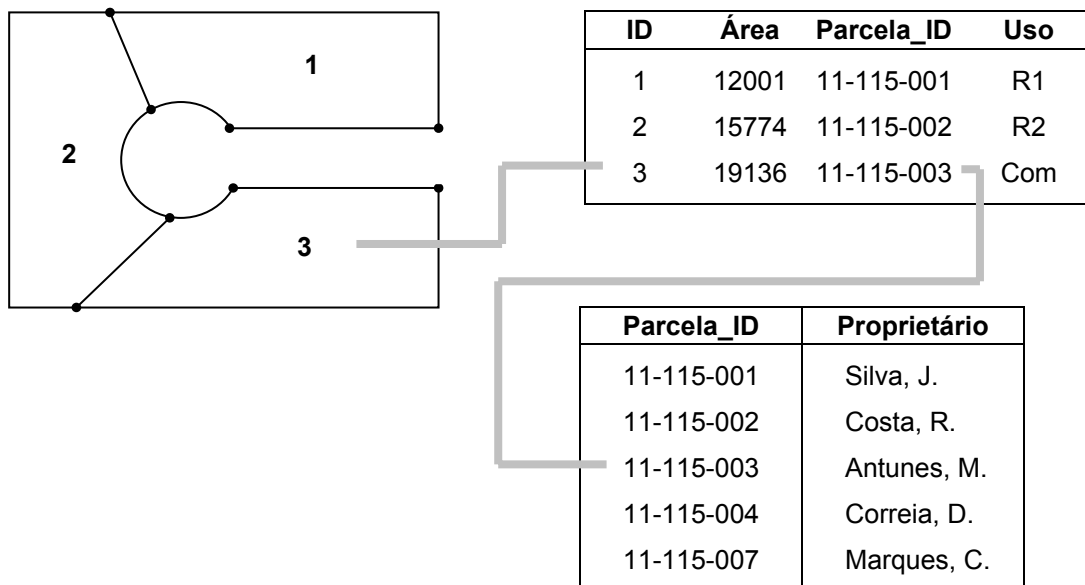 1
2
3
ID Área Parcela_ID Uso
1 12001 11-115-001 R1
2 15774 11-115-002 R2
3 19136 11-115-003 Com
Parcela_ID Proprietário
11-115-001 Silva, J.
11-115-002 Costa, R.
11-115-003 Antunes, M.
11-115-004 Correia, D.
11-115-007 Marques, C.